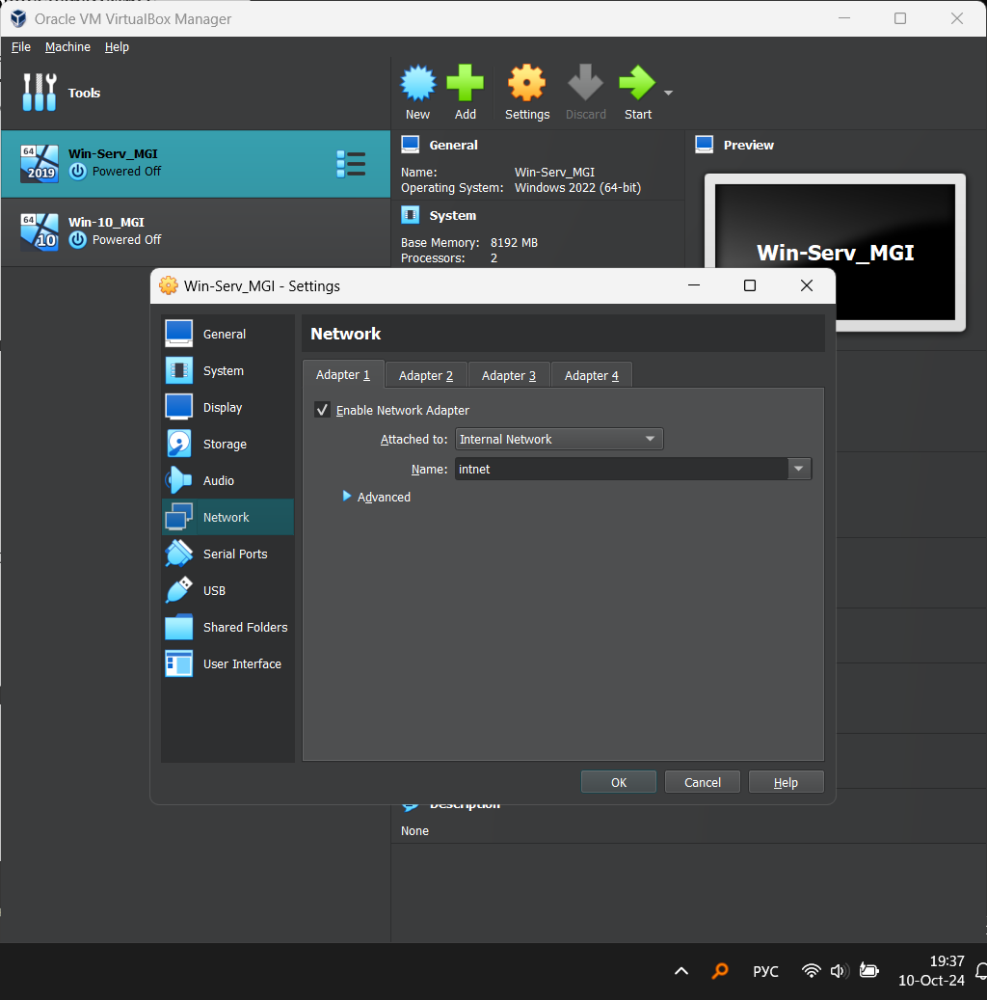 Oracle VM VirtualBox Manager
File Machine Help
Tools
New Add Settings Discard Start
64 2019 Win-Serv_MGI
Powered Off
64 10 Win-10_MGI
Powered Off
General
Name: Win-Serv_MGI
Operating System: Windows 2022 (64-bit)
System
Base Memory: 8192 MB
Processors: 2
Preview
Win-Serv_MGI
Win-Serv_MGI - Settings
General
System
Display
Storage
Audio
Network
Serial Ports
USB
Shared Folders
User Interface
Network
Adapter 1 Adapter 2 Adapter 3 Adapter 4
Enable Network Adapter
Attached to: Internal Network
Name: intnet
Advanced
OK Cancel Help
Description
None
РУС
19:37
10-Oct-24